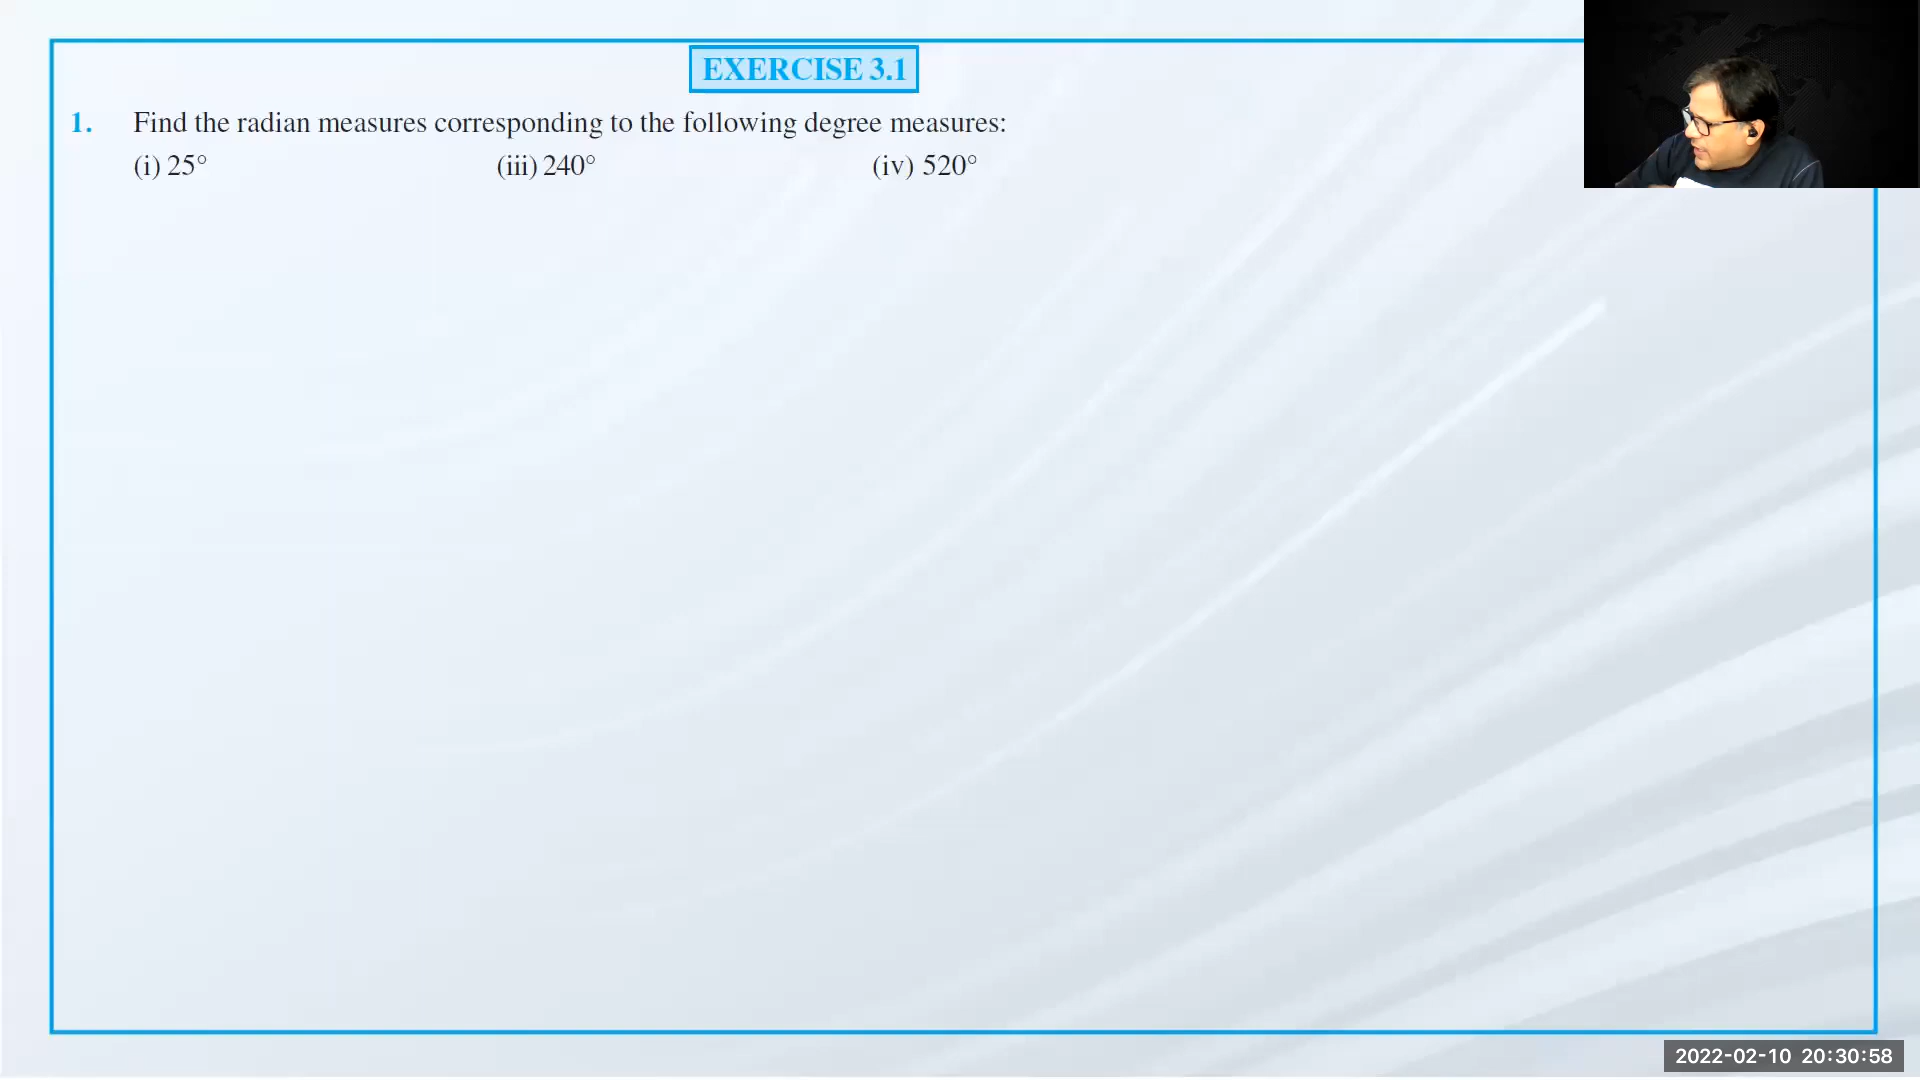 EXERCISE 3.1
1. Find the radian measures corresponding to the following degree measures:
(i) 25° (iii) 240° (iv) 520°
2022-02-10 20:30:58